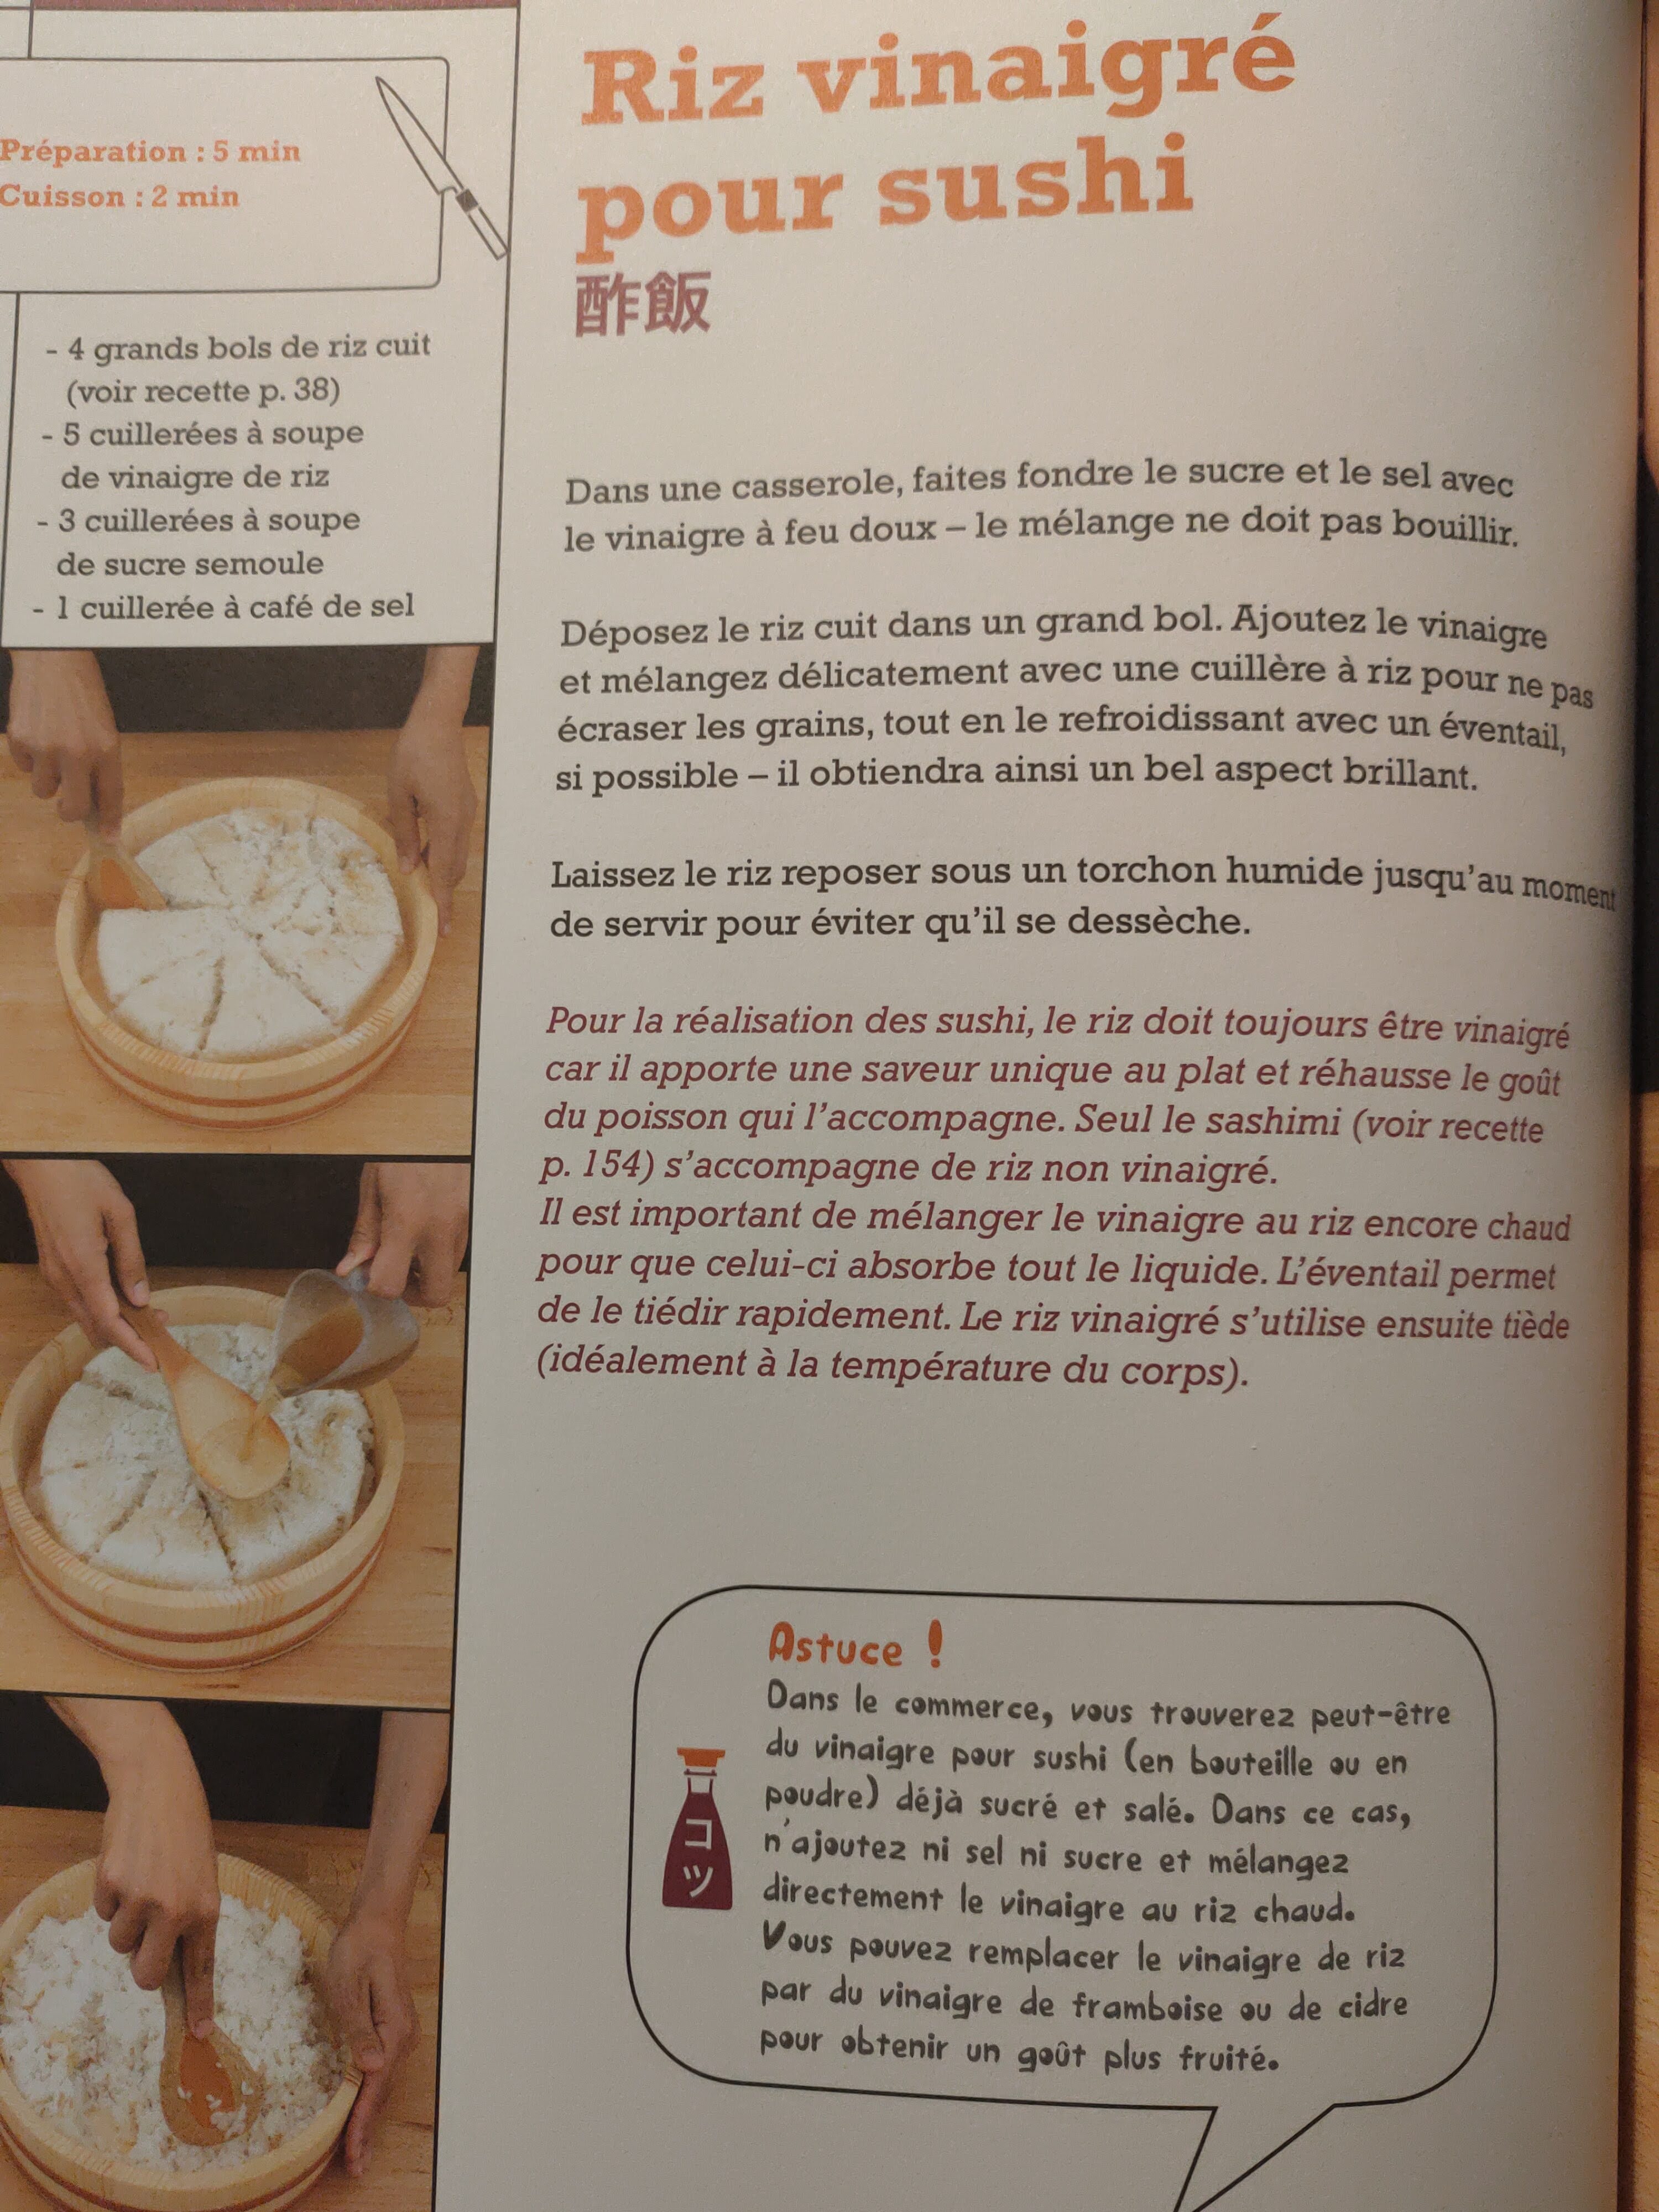 Riz vinaigré
pour sushi
酢飯
Préparation : 5 min
Cuisson : 2 min
- 4 grands bols de riz cuit
(voir recette p. 38)
- 5 cuillerées à soupe
de vinaigre de riz
- 3 cuillerées à soupe
de sucre semoule
- 1 cuillerée à café de sel
Dans une casserole, faites fondre le sucre et le sel avec
le vinaigre à feu doux – le mélange ne doit pas bouillir.
Déposez le riz cuit dans un grand bol. Ajoutez le vinaigre
et mélangez délicatement avec une cuillère à riz pour ne pas
écraser les grains, tout en le refroidissant avec un éventail,
si possible – il obtiendra ainsi un bel aspect brillant.
Laissez le riz reposer sous un torchon humide jusqu'au moment
de servir pour éviter qu'il se dessèche.
Pour la réalisation des sushi, le riz doit toujours être vinaigré
car il apporte une saveur unique au plat et réhausse le goût
du poisson qui l'accompagne. Seul le sashimi (voir recette
p. 154) s'accompagne de riz non vinaigré.
Il est important de mélanger le vinaigre au riz encore chaud
pour que celui-ci absorbe tout le liquide. L'éventail permet
de le tiédir rapidement. Le riz vinaigré s'utilise ensuite tiède
(idéalement à la température du corps).
Astuce !
Dans le commerce, vous trouverez peut-être
du vinaigre pour sushi (en bouteille ou en
poudre) déjà sucré et salé. Dans ce cas,
n'ajoutez ni sel ni sucre et mélangez
directement le vinaigre au riz chaud.
Vous pouvez remplacer le vinaigre de riz
par du vinaigre de framboise ou de cidre
pour obtenir un goût plus fruité.
コツ